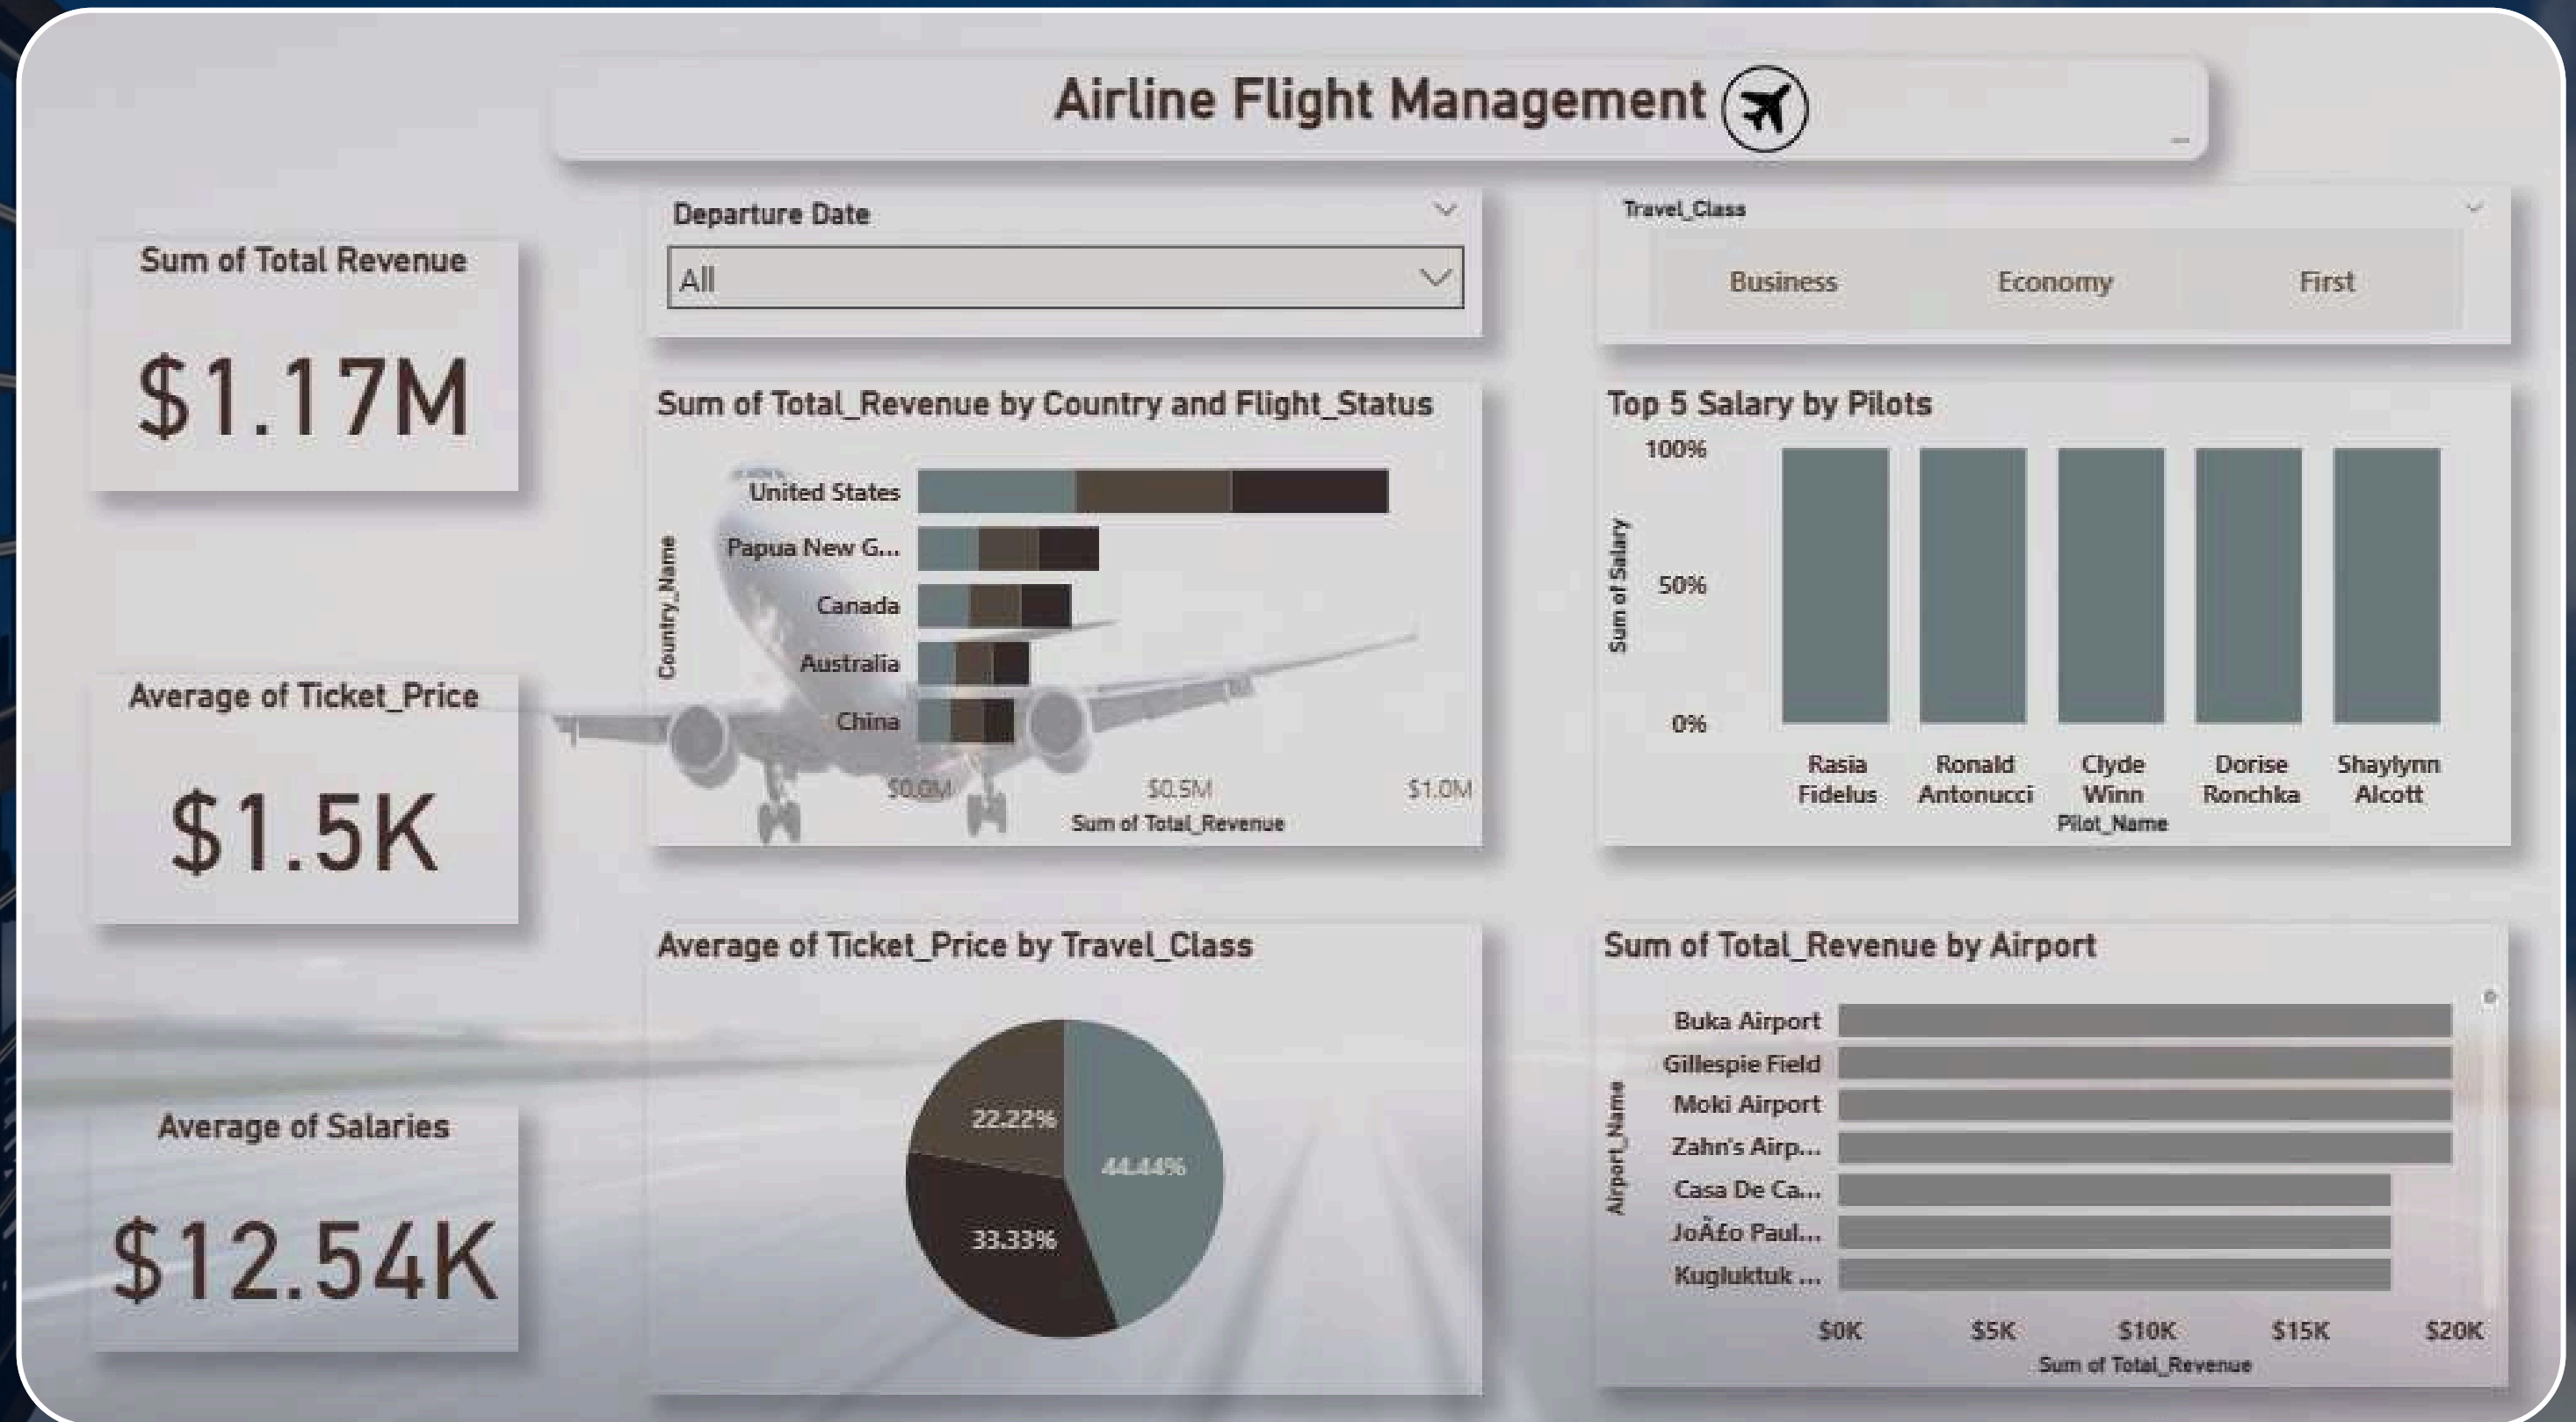 Airline Flight Management
Departure Date
All
Travel_Class
Business Economy First
Sum of Total Revenue
$1.17M
Average of Ticket_Price
$1.5K
Average of Salaries
$12.54K
Sum of Total_Revenue by Country and Flight_Status
Country_Name
United States
Papua New G...
Canada
Australia
China
$0.0M $0.5M $1.0M
Sum of Total_Revenue
Top 5 Salary by Pilots
Sum of Salary
100%
50%
0%
Rasia Fidelus
Ronald Antonucci
Clyde Winn
Dorise Ronchka
Shaylynn Alcott
Pilot_Name
Average of Ticket_Price by Travel_Class
22.22%
44.44%
33.33%
Sum of Total_Revenue by Airport
Airport_Name
Buka Airport
Gillespie Field
Moki Airport
Zahn's Airp...
Casa De Ca...
JoÃ£o Paul...
Kugluktuk ...
$0K $5K $10K $15K $20K
Sum of Total_Revenue